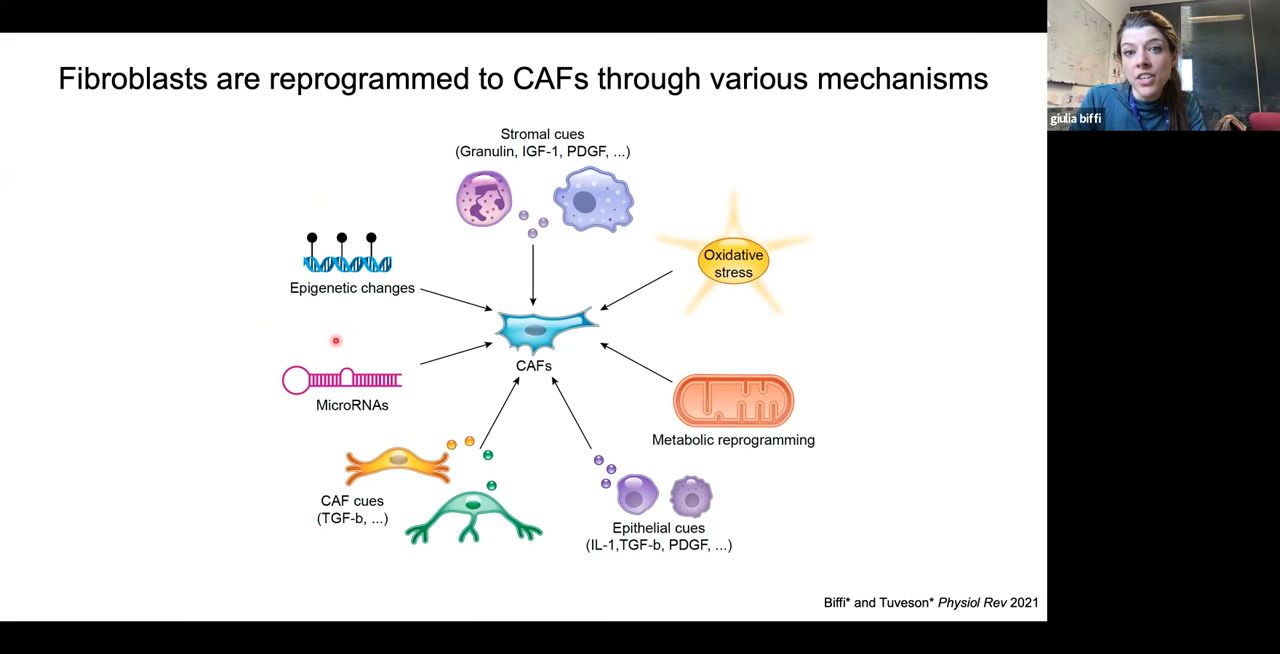 Fibroblasts are reprogrammed to CAFs through various mechanisms
giulia biffi
Stromal cues
(Granulin, IGF-1, PDGF, ...)
Oxidative
stress
Epigenetic changes
CAFs
MicroRNAs
Metabolic reprogramming
CAF cues
(TGF-b, ...)
Epithelial cues
(IL-1,TGF-b, PDGF, ...)
Biffi* and Tuveson* Physiol Rev 2021